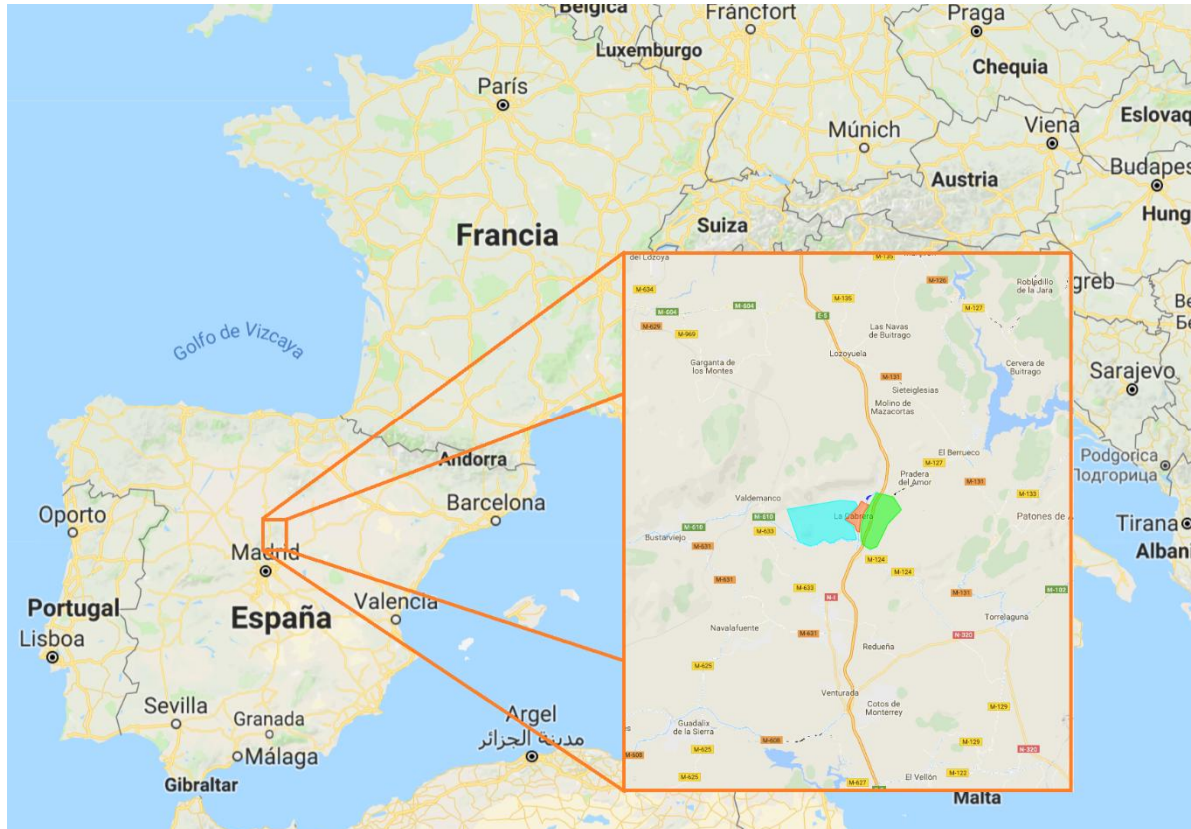 Bélgica
Fráncfort
Praga
Luxemburgo
Chequia
París
Eslovaq
Múnich
Viena
Budapes
Austria
Hung
Francia
Suiza
greb
Golfo de Vizcaya
Sarajevo
Podgorica
Подгорица
Tirana
Albani
Andorra
Oporto
Barcelona
Madrid
Portugal
España
Valencia
Lisboa
Sevilla
Granada
Málaga
Argel
مدينة الجزائر
Gibraltar
Malta
del Lozoya
M-135
M-634
M-126
Robledillo
de la Jara
M-604
M-604
M-135
M-127
E-5
M-629
M-969
Las Navas
de Buitrago
Lozoyuela
Garganta de
los Montes
Cervera de
Buitrago
M-131
Sieteiglesias
Molino de
Mazacortas
El Berrueco
M-127
Pradera
del Amor
M-131
Valdemanco
M-133
M-610
La Cabrera
Patones de A
M-610
M-633
Bustarviejo
M-631
M-124
M-124
M-631
M-633
M-131
M-102
N-I
Torrelaguna
Navalafuente
M-631
N-320
Redueña
M-625
Venturada
Cotos de
Monterrey
M-129
Guadalix
de la Sierra
M-608
M-129
M-608
M-625
N-320
M-625
El Vellón
M-122
M-627